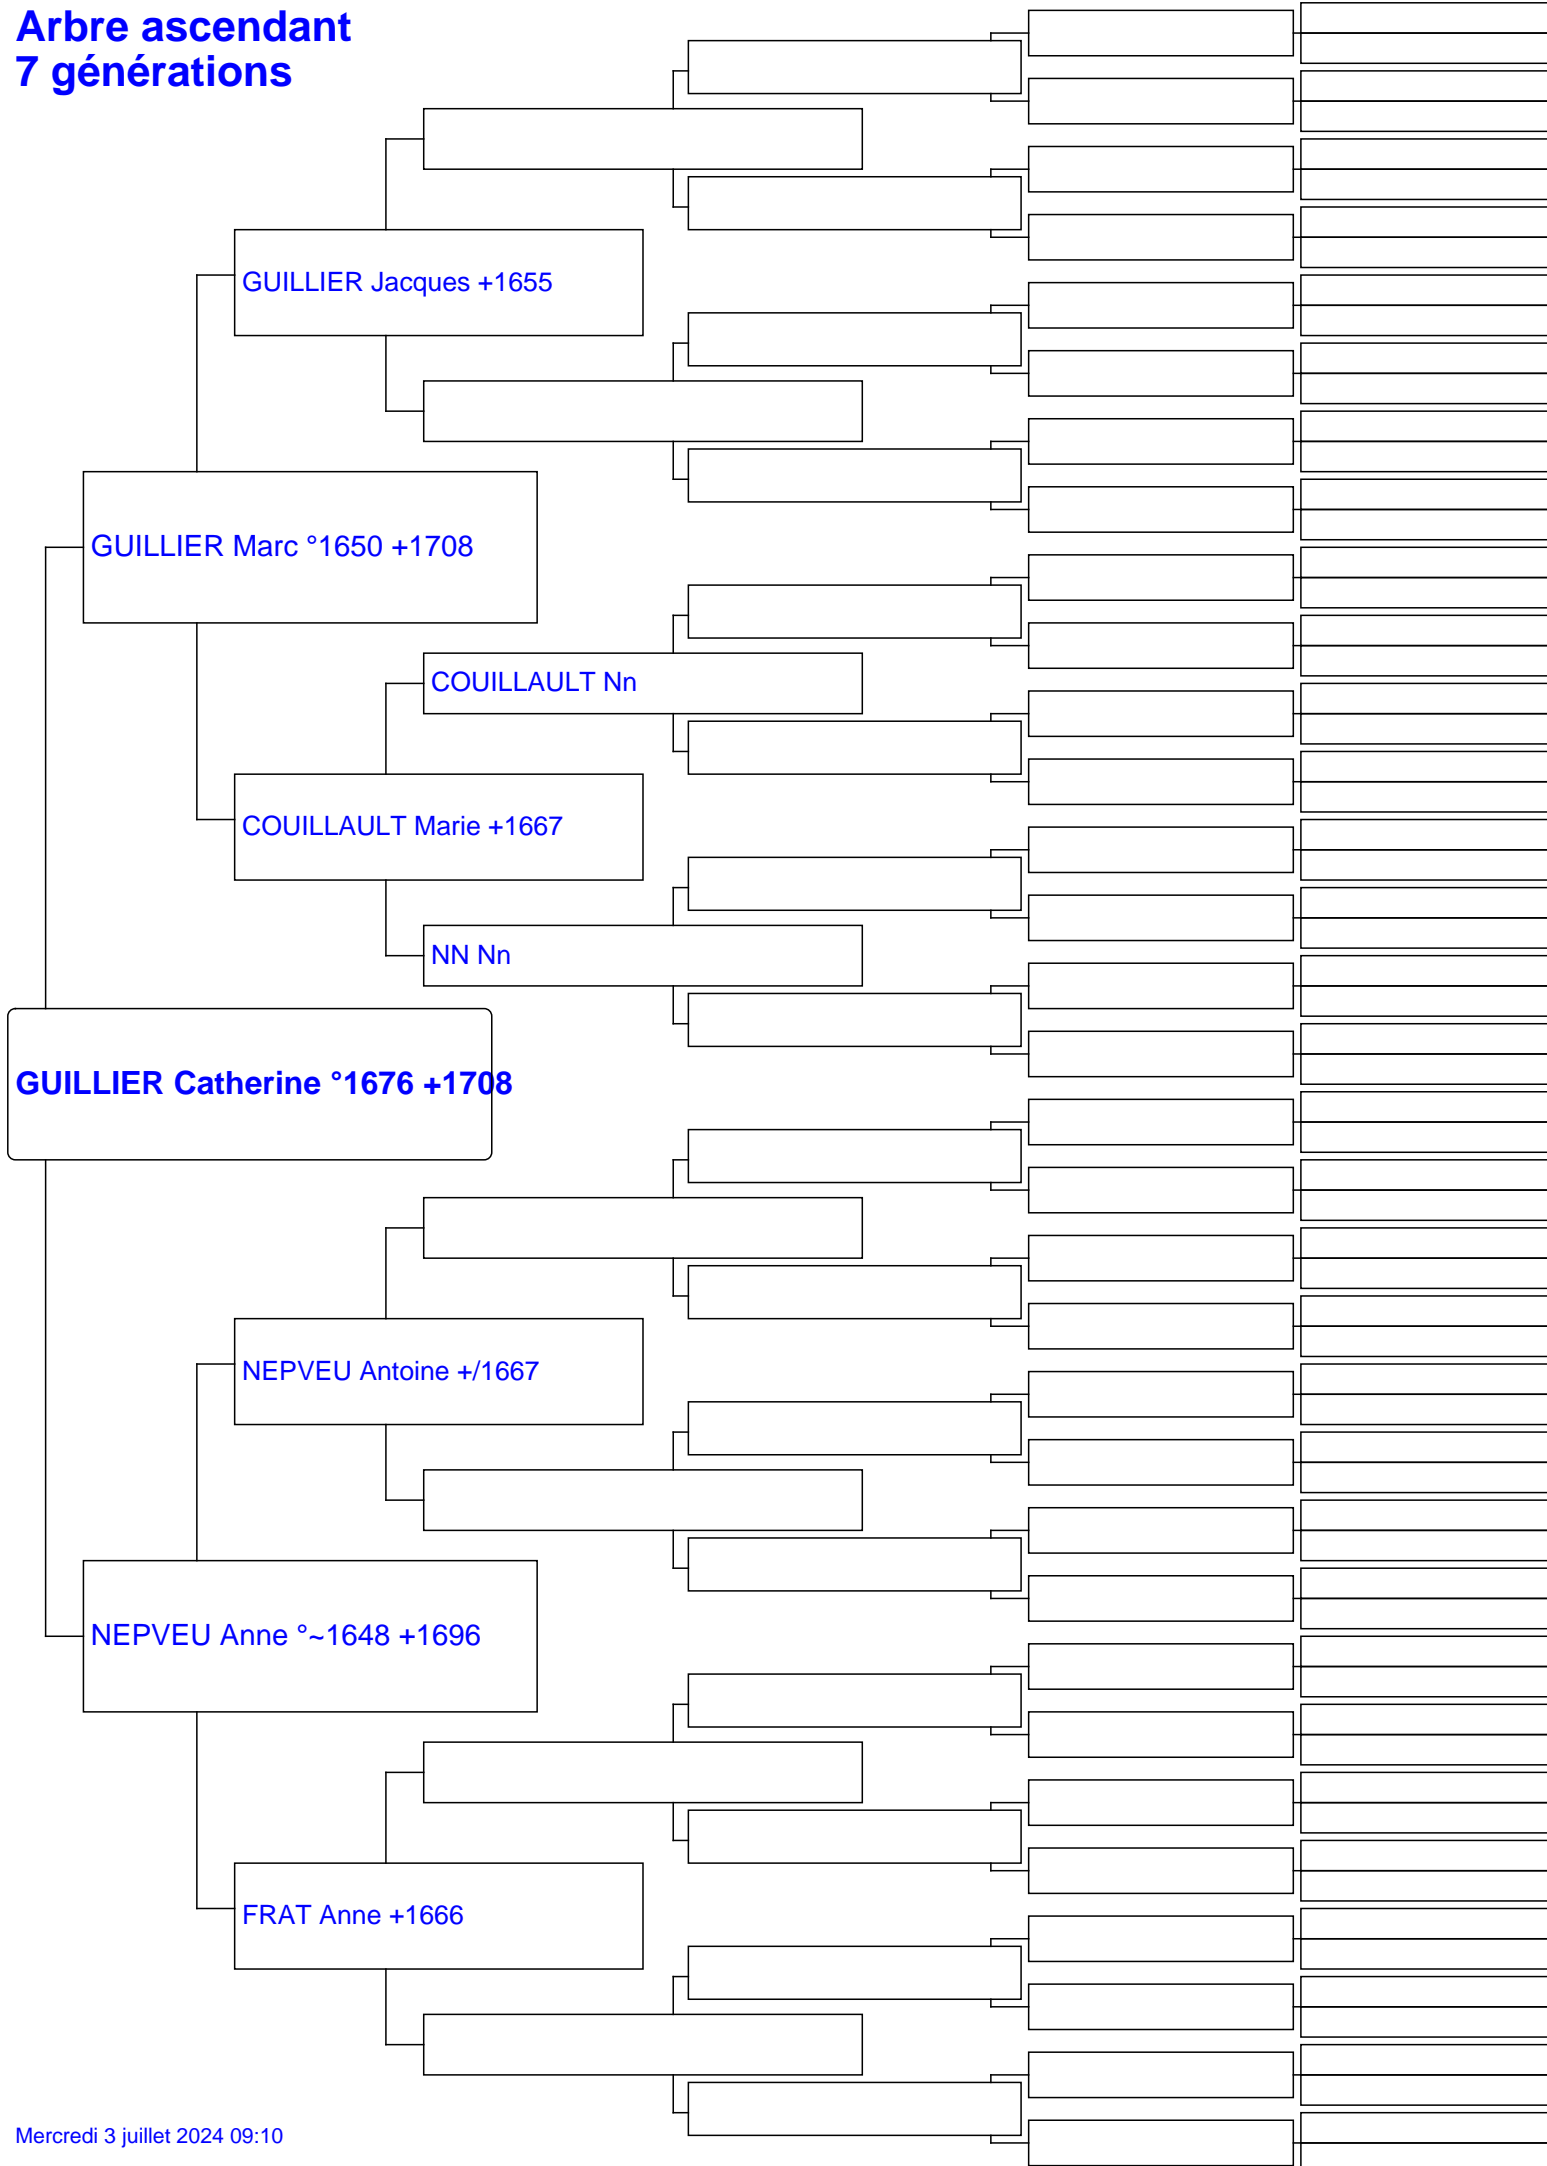 Arbre ascendant
7 générations
GUILLIER Jacques +1655
GUILLIER Marc °1650 +1708
COUILLAULT Nn
COUILLAULT Marie +1667
NN Nn
GUILLIER Catherine °1676 +1708
NEPVEU Antoine +/1667
NEPVEU Anne °~1648 +1696
FRAT Anne +1666
Mercredi 3 juillet 2024 09:10